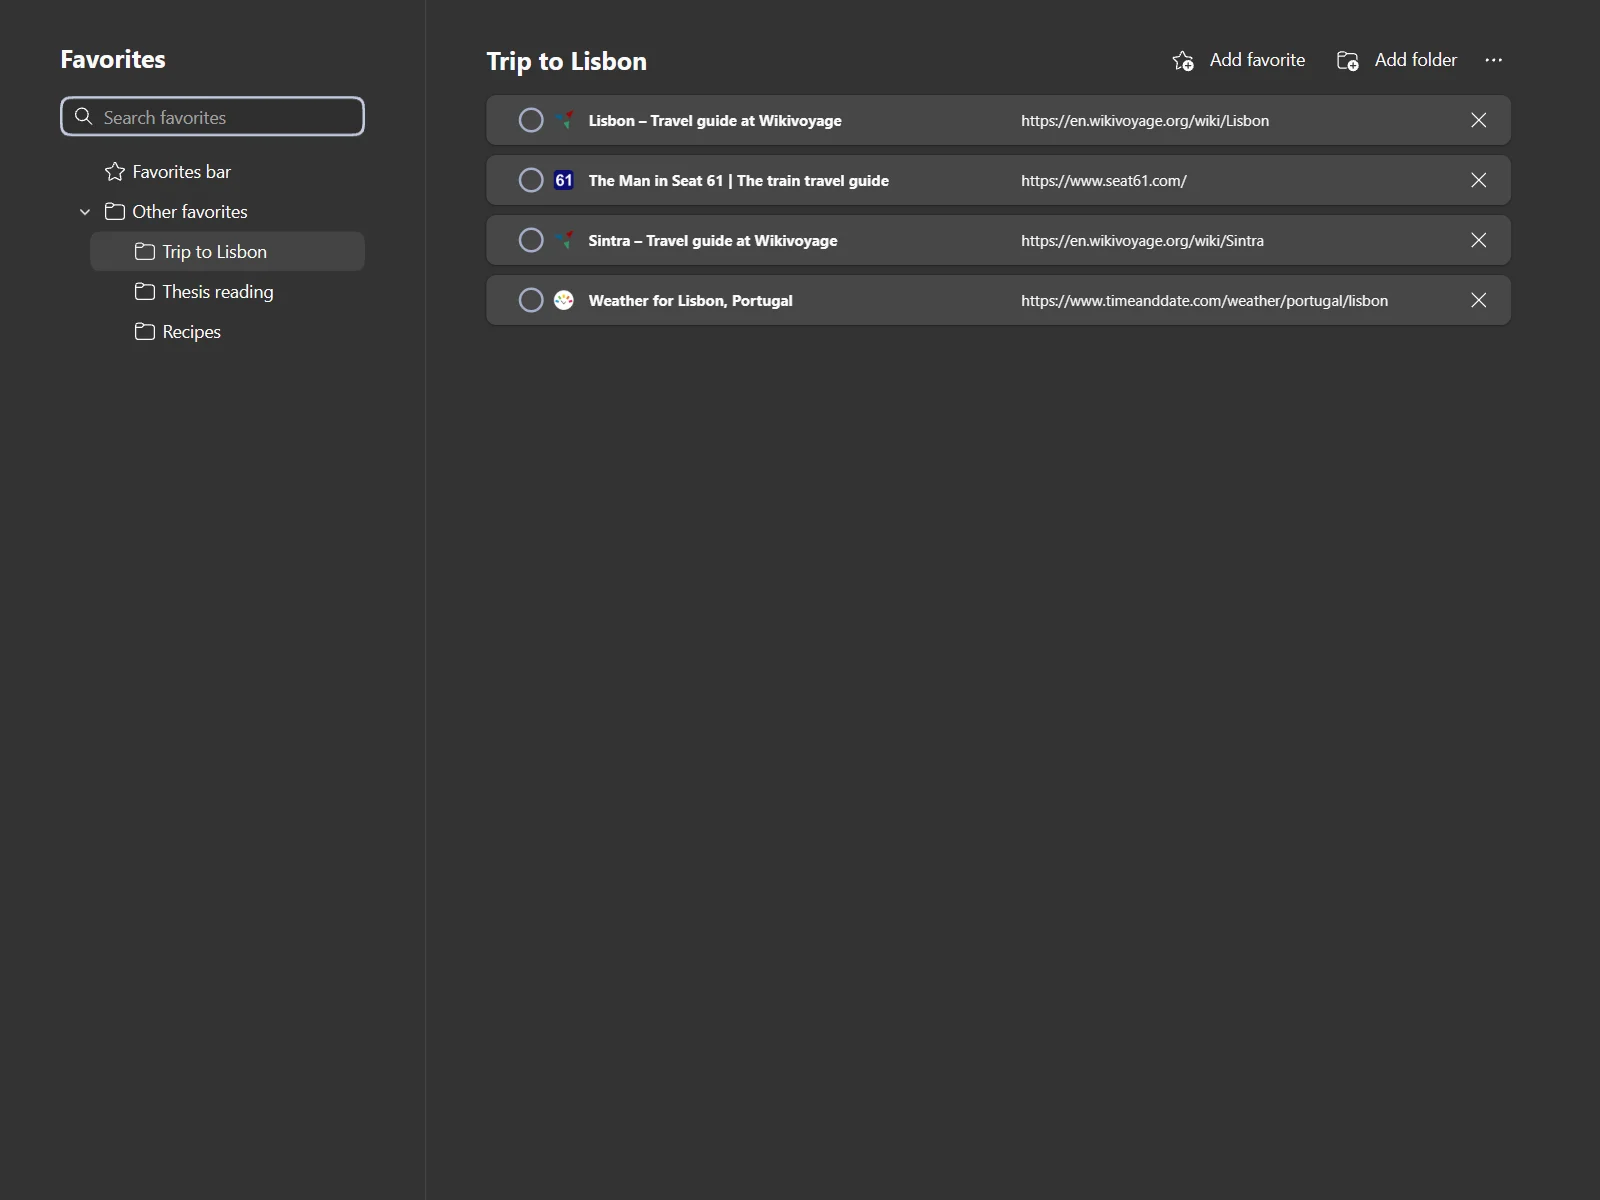 Favorites
Search favorites
Favorites bar
Other favorites
Trip to Lisbon
Thesis reading
Recipes
Trip to Lisbon
Add favorite
Add folder
Lisbon – Travel guide at Wikivoyage https://en.wikivoyage.org/wiki/Lisbon
61 The Man in Seat 61 | The train travel guide https://www.seat61.com/
Sintra – Travel guide at Wikivoyage https://en.wikivoyage.org/wiki/Sintra
Weather for Lisbon, Portugal https://www.timeanddate.com/weather/portugal/lisbon